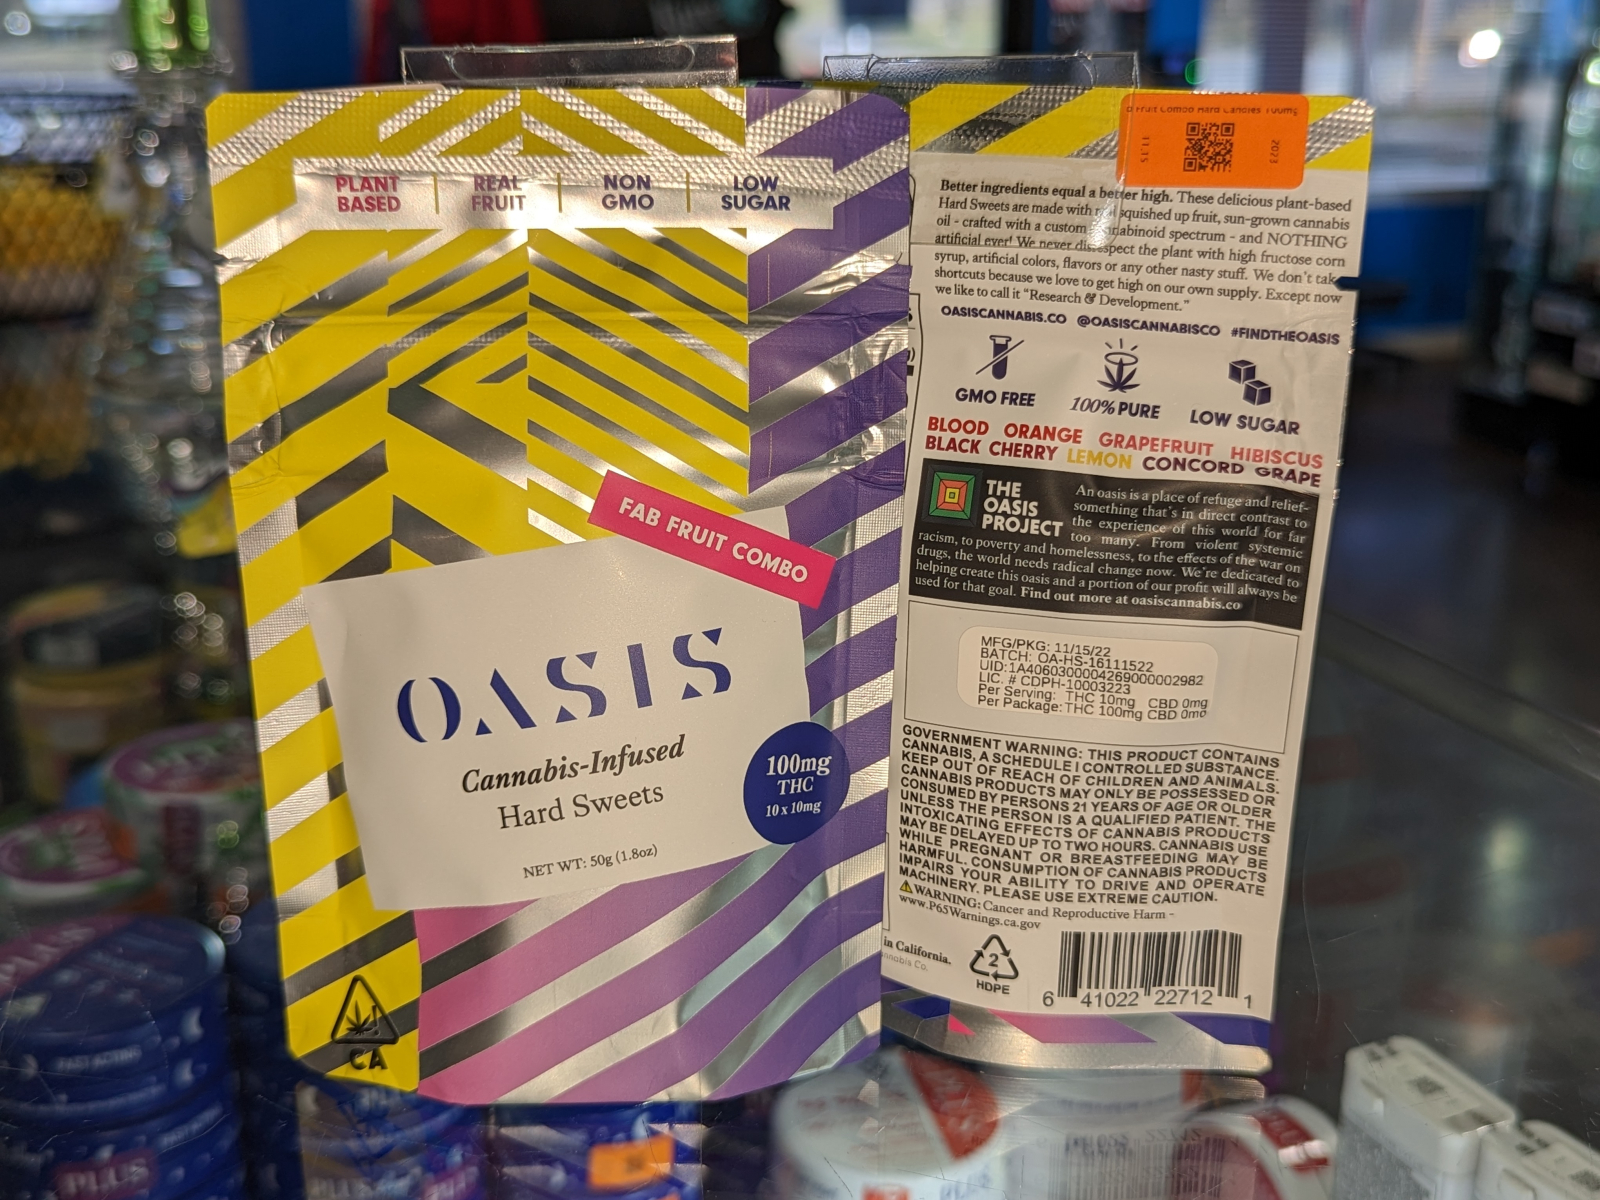 PLANT BASED
REAL FRUIT
NON GMO
LOW SUGAR
FAB FRUIT COMBO
OASIS
Cannabis-Infused
Hard Sweets
NET WT: 50g (1.8oz)
100mg
THC
10 x 10mg
CA
Fruit Combo Hard Candies 100mg
2023
Better ingredients equal a better high. These delicious plant-based
Hard Sweets are made with squished up fruit, sun-grown cannabis
oil - crafted with a custom cannabinoid spectrum - and NOTHING
artificial ever! We never disrespect the plant with high fructose corn
syrup, artificial colors, flavors or any other nasty stuff. We don't take
shortcuts because we love to get high on our own supply. Except now
we like to call it "Research & Development."
OASISCANNABIS.CO @OASISCANNABISCO #FINDTHEOASIS
GMO FREE
100% PURE
LOW SUGAR
BLOOD ORANGE GRAPEFRUIT HIBISCUS
BLACK CHERRY LEMON CONCORD GRAPE
THE
OASIS
PROJECT
An oasis is a place of refuge and relief-
something that's in direct contrast to
the experience of this world for far
too many. From violent systemic
racism, to poverty and homelessness, to the effects of the war on
drugs, the world needs radical change now. We're dedicated to
helping create this oasis and a portion of our profit will always be
used for that goal. Find out more at oasiscannabis.co
MFG/PKG: 11/15/22
BATCH: OA-HS-16111522
UID:1A4060300004269000002982
LIC. # CDPH-10003223
Per Serving: THC 10mg CBD 0mg
Per Package: THC 100mg CBD 0mg
GOVERNMENT WARNING: THIS PRODUCT CONTAINS
CANNABIS, A SCHEDULE I CONTROLLED SUBSTANCE.
KEEP OUT OF REACH OF CHILDREN AND ANIMALS.
CANNABIS PRODUCTS MAY ONLY BE POSSESSED OR
CONSUMED BY PERSONS 21 YEARS OF AGE OR OLDER
UNLESS THE PERSON IS A QUALIFIED PATIENT. THE
INTOXICATING EFFECTS OF CANNABIS PRODUCTS
MAY BE DELAYED UP TO TWO HOURS. CANNABIS USE
WHILE PREGNANT OR BREASTFEEDING MAY BE
HARMFUL. CONSUMPTION OF CANNABIS PRODUCTS
IMPAIRS YOUR ABILITY TO DRIVE AND OPERATE
MACHINERY. PLEASE USE EXTREME CAUTION.
WARNING: Cancer and Reproductive Harm -
www.P65Warnings.ca.gov
in California.
Cannabis Co.
2
HDPE
6 41022 22712 1
PLUS
FAST ACTING
PLUS